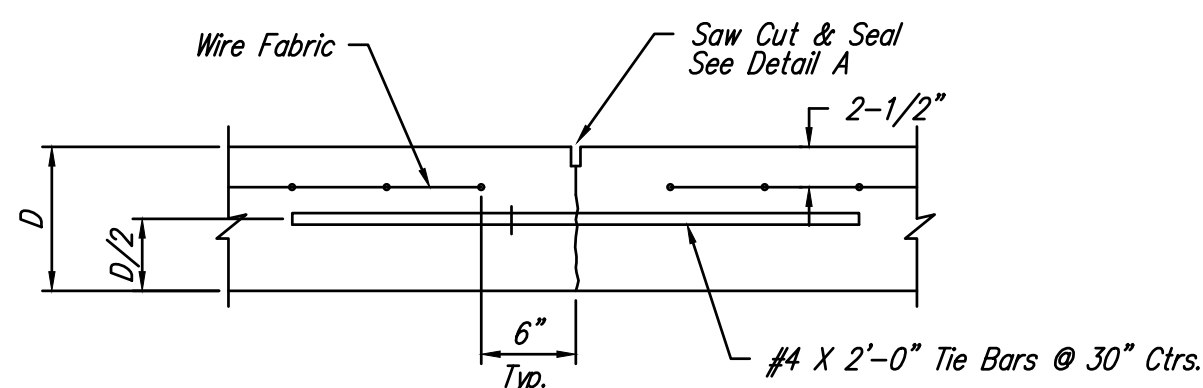 Wire Fabric
Saw Cut & Seal
See Detail A
2-1/2"
D
D/2
6"
Typ.
#4 X 2'-0" Tie Bars @ 30" Ctrs.